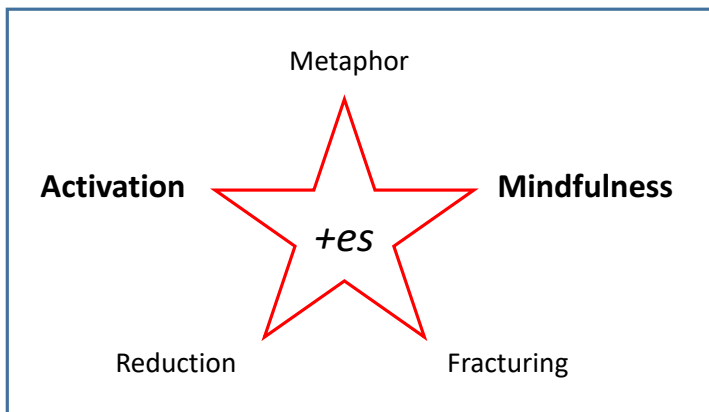 Metaphor
Activation
Mindfulness
+es
Reduction
Fracturing